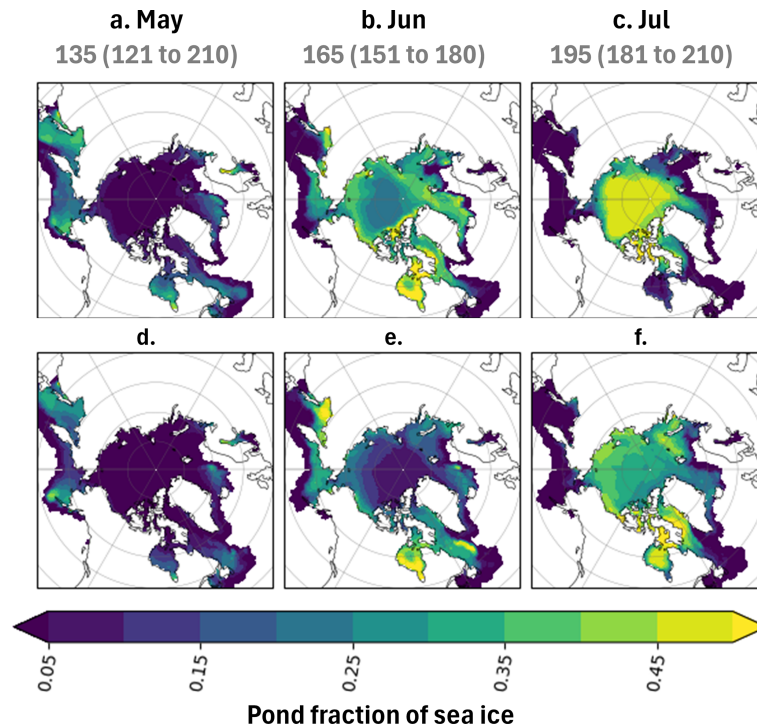 a. May
b. Jun
c. Jul
135 (121 to 210)
165 (151 to 180)
195 (181 to 210)
d.
e.
f.
0.05
0.15
0.25
0.35
0.45
Pond fraction of sea ice